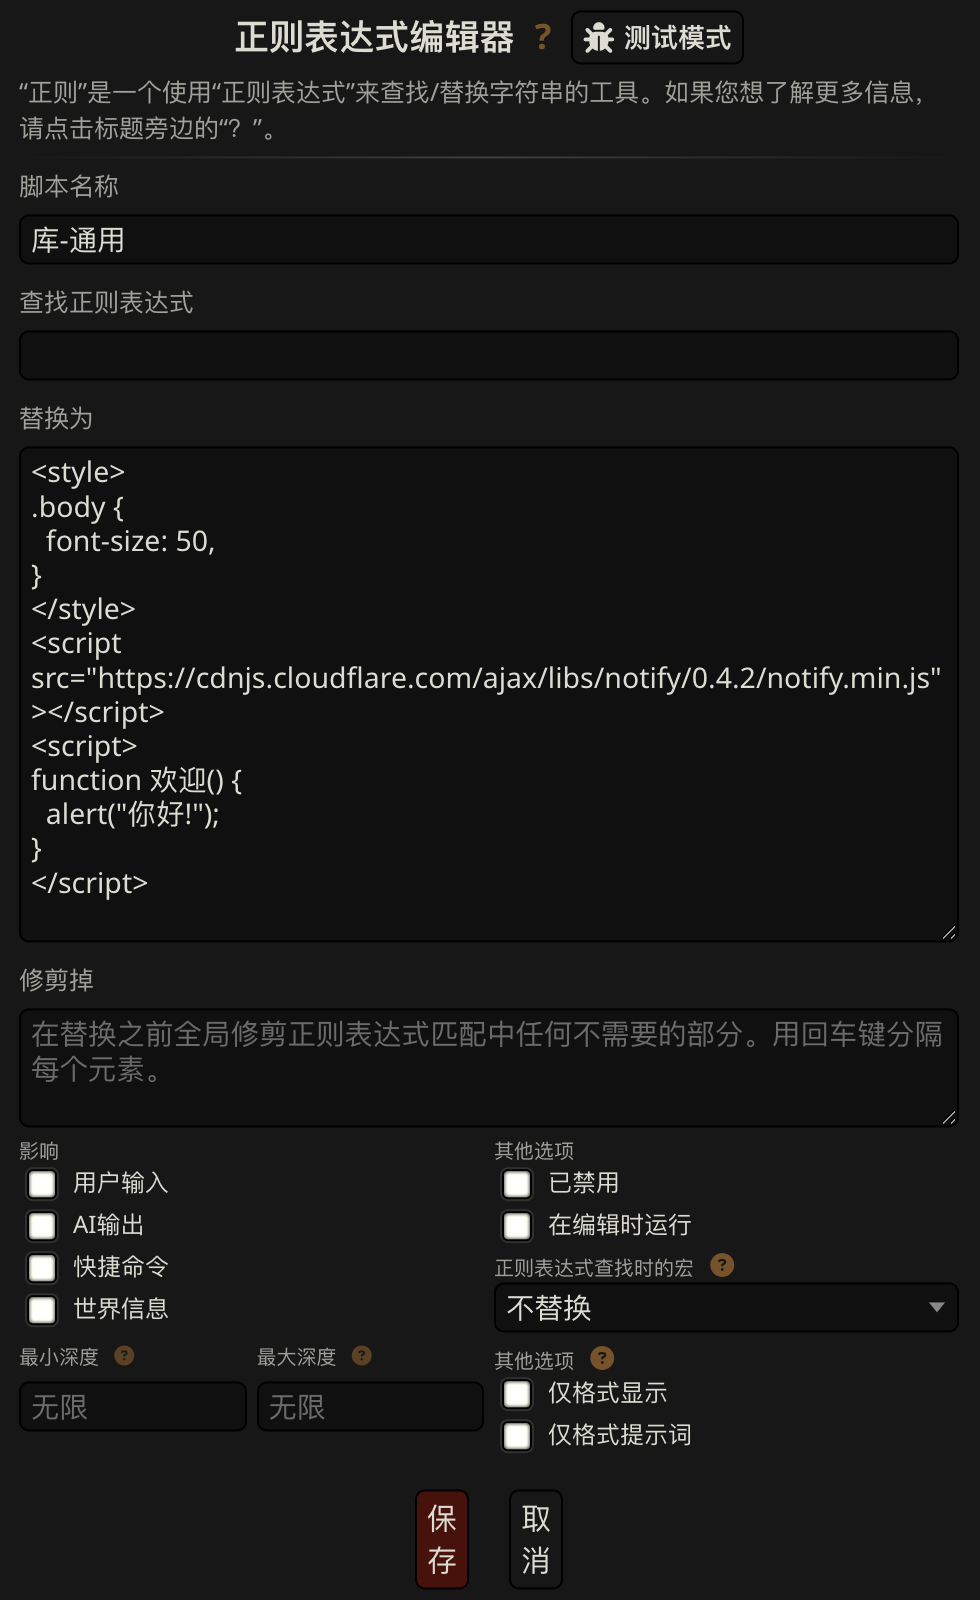 正则表达式编辑器 ? 测试模式
“正则”是一个使用“正则表达式”来查找/替换字符串的工具。如果您想了解更多信息，
请点击标题旁边的“？”。
脚本名称
库-通用
查找正则表达式
替换为
<style>
.body {
  font-size: 50,
}
</style>
<script
src="https://cdnjs.cloudflare.com/ajax/libs/notify/0.4.2/notify.min.js"
></script>
<script>
function 欢迎() {
  alert("你好!");
}
</script>
修剪掉
在替换之前全局修剪正则表达式匹配中任何不需要的部分。用回车键分隔
每个元素。
影响
用户输入
AI输出
快捷命令
世界信息
最小深度 ? 最大深度 ?
无限 无限
其他选项
已禁用
在编辑时运行
正则表达式查找时的宏 ?
不替换
其他选项 ?
仅格式显示
仅格式提示词
保存 取消